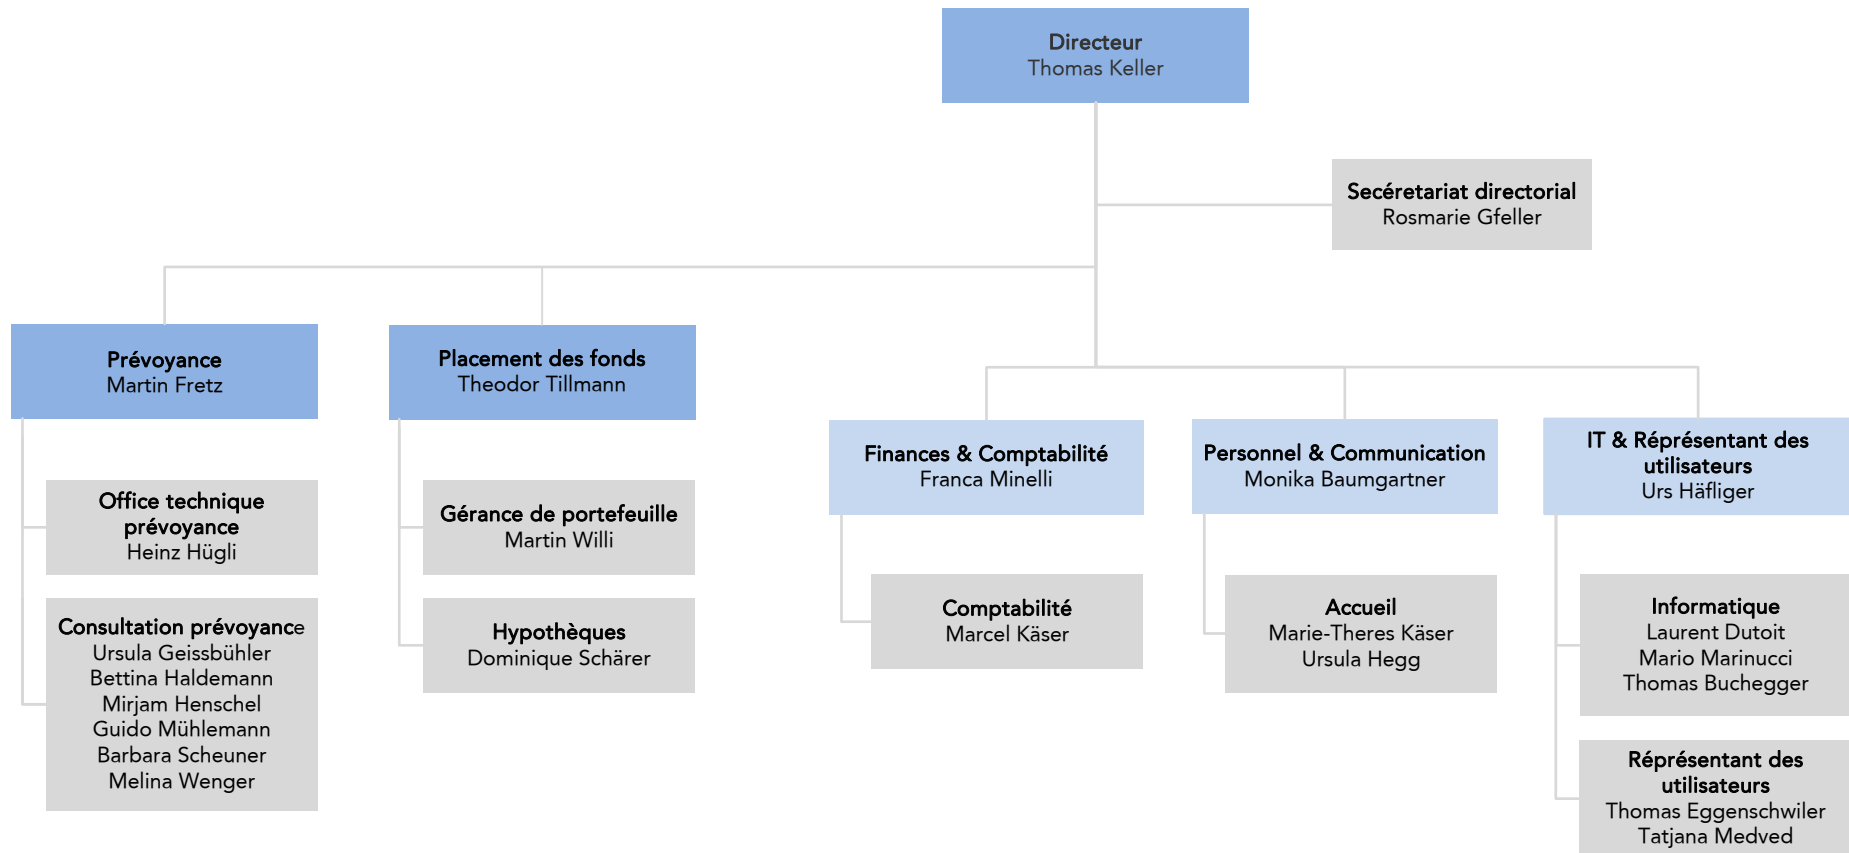 Directeur
Thomas Keller
Secéretariat directorial
Rosmarie Gfeller
Prévoyance
Martin Fretz
Placement des fonds
Theodor Tillmann
Finances & Comptabilité
Franca Minelli
Personnel & Communication
Monika Baumgartner
IT & Réprésentant des
utilisateurs
Urs Häfliger
Office technique
prévoyance
Heinz Hügli
Consultation prévoyance
Ursula Geissbühler
Bettina Haldemann
Mirjam Henschel
Guido Mühlemann
Barbara Scheuner
Melina Wenger
Gérance de portefeuille
Martin Willi
Hypothèques
Dominique Schärer
Comptabilité
Marcel Käser
Accueil
Marie-Theres Käser
Ursula Hegg
Informatique
Laurent Dutoit
Mario Marinucci
Thomas Buchegger
Réprésentant des
utilisateurs
Thomas Eggenschwiler
Tatjana Medved